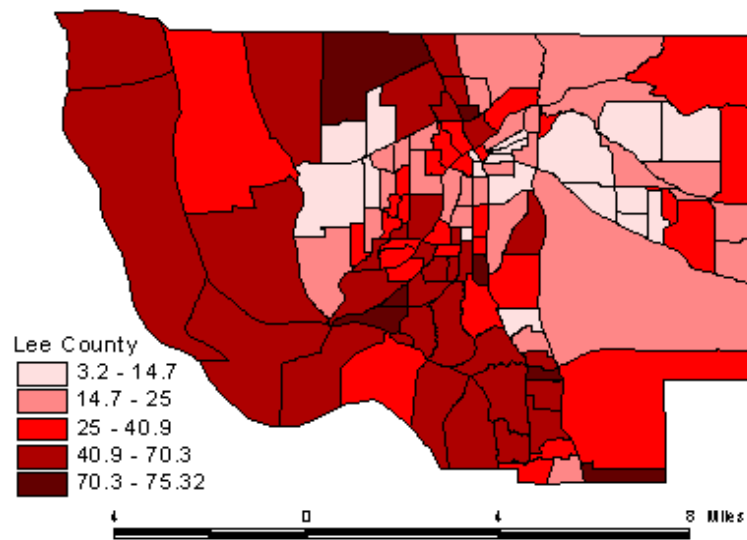 Lee County
3.2 - 14.7
14.7 - 25
25 - 40.9
40.9 - 70.3
70.3 - 75.32
4 0 4 8 Miles